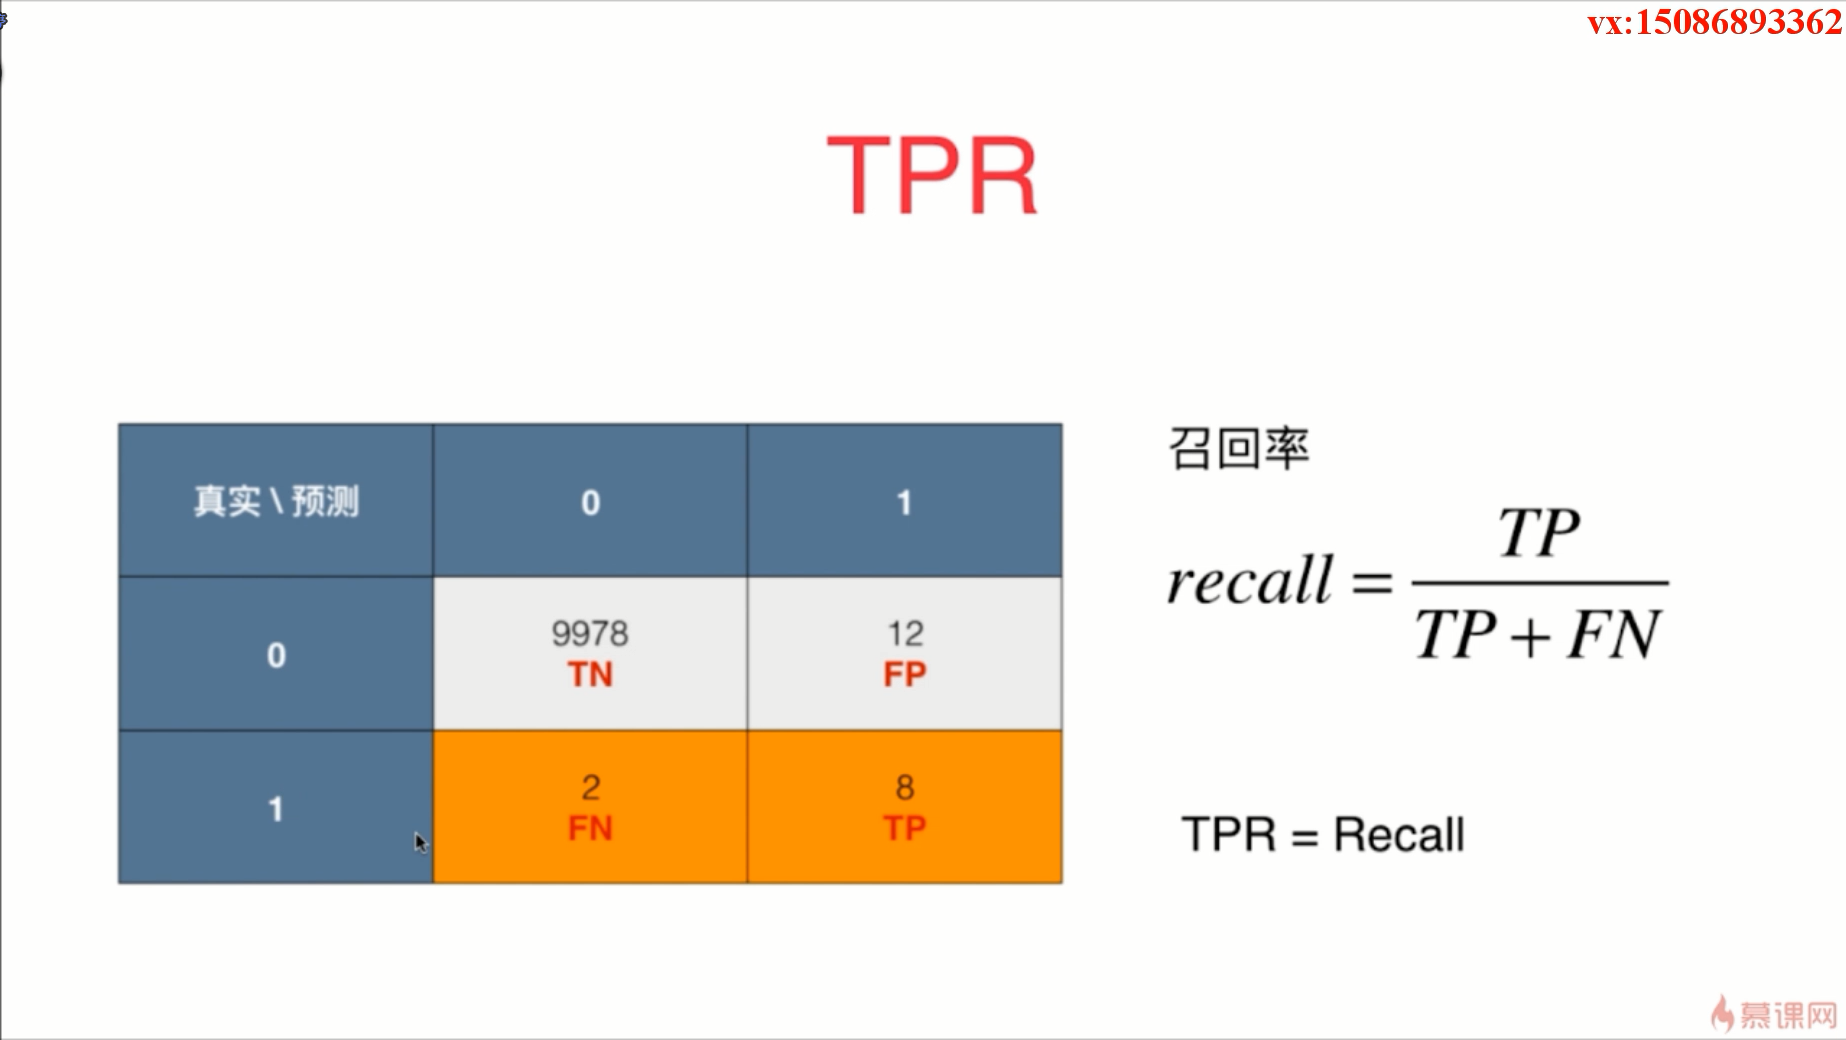 vx:15086893362
TPR
真实 \ 预测 0 1
0 9978 TN 12 FP
1 2 FN 8 TP
召回率
recall = TP / (TP + FN)
TPR = Recall
慕课网